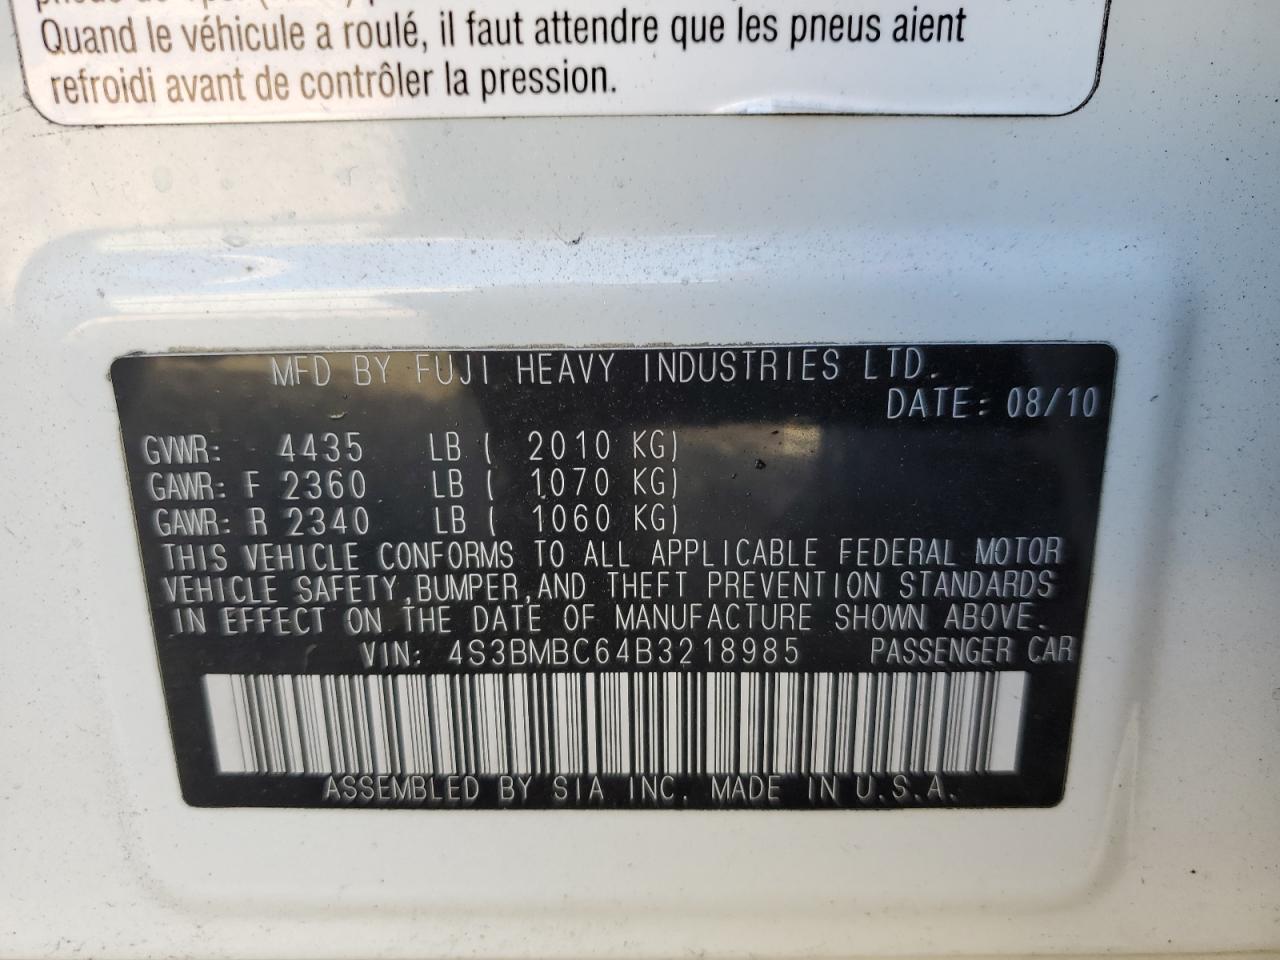 Quand le véhicule a roulé, il faut attendre que les pneus aient
refroidi avant de contrôler la pression.
MFD BY FUJI HEAVY INDUSTRIES LTD.
DATE: 08/10
GVWR: 4435 LB ( 2010 KG)
GAWR: F 2360 LB ( 1070 KG)
GAWR: R 2340 LB ( 1060 KG)
THIS VEHICLE CONFORMS TO ALL APPLICABLE FEDERAL MOTOR
VEHICLE SAFETY,BUMPER,AND THEFT PREVENTION STANDARDS
IN EFFECT ON THE DATE OF MANUFACTURE SHOWN ABOVE.
VIN: 4S3BMBC64B3218985 PASSENGER CAR
ASSEMBLED BY SIA INC. MADE IN U.S.A.